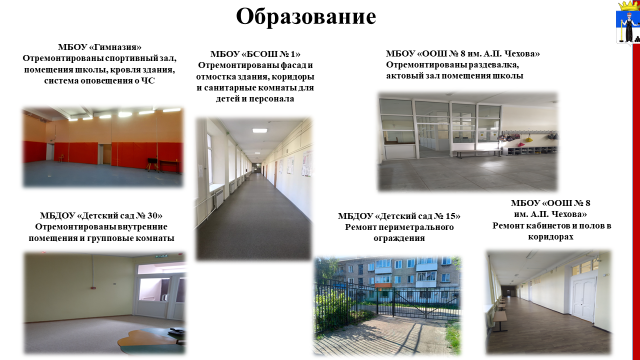 Образование
МБОУ «Гимназия»
Отремонтированы спортивный зал,
помещения школы, кровля здания,
система оповещения о ЧС
МБОУ «БСОШ № 1»
Отремонтированы фасад и
отмостка здания, коридоры
и санитарные комнаты для
детей и персонала
МБОУ «ООШ № 8 им. А.П. Чехова»
Отремонтированы раздевалка,
актовый зал помещения школы
МБДОУ «Детский сад № 30»
Отремонтированы внутренние
помещения и групповые комнаты
МБДОУ «Детский сад № 15»
Ремонт периметрального
ограждения
МБОУ «ООШ № 8
им. А.П. Чехова»
Ремонт кабинетов и полов в
коридорах